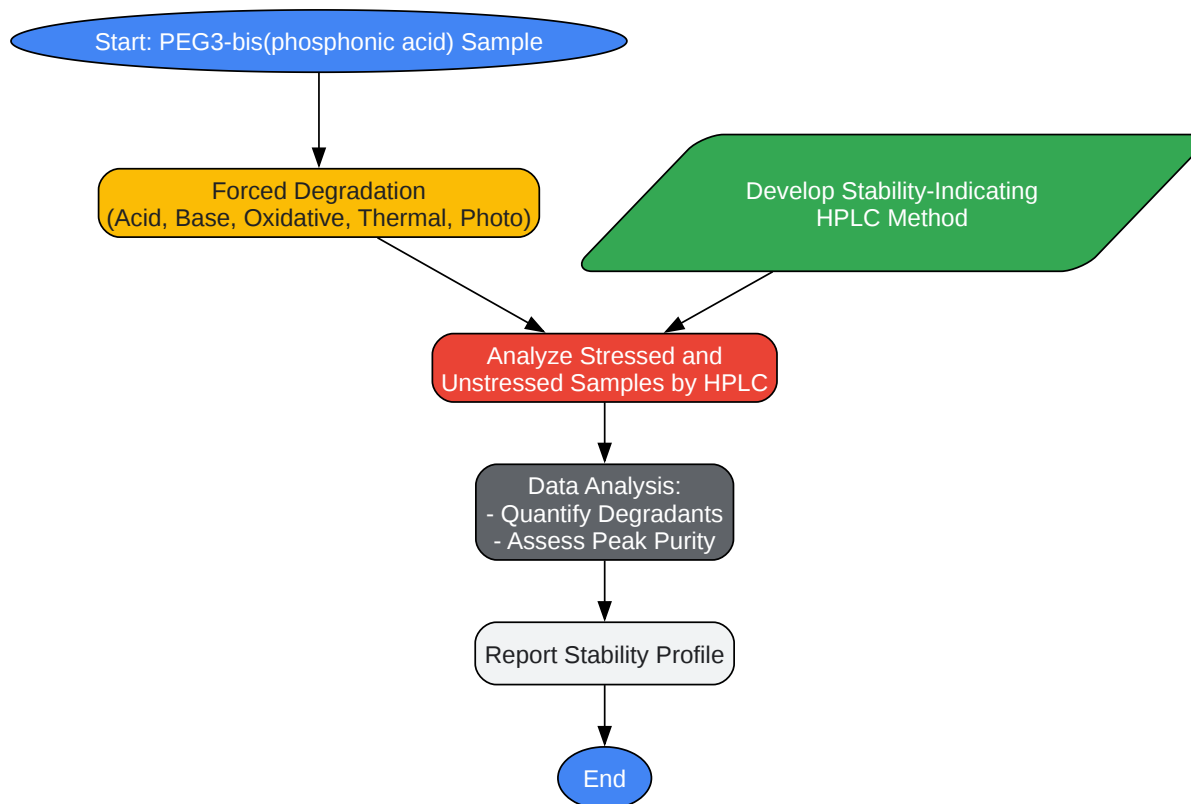 Start: PEG3-bis(phosphonic acid) Sample
Forced Degradation
(Acid, Base, Oxidative, Thermal, Photo)
Develop Stability-Indicating
HPLC Method
Analyze Stressed and
Unstressed Samples by HPLC
Data Analysis:
- Quantify Degradants
- Assess Peak Purity
Report Stability Profile
End